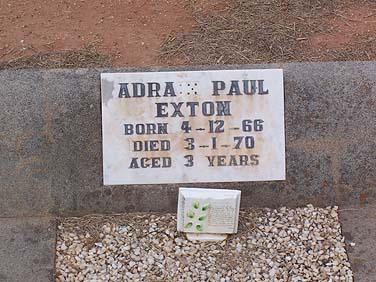 ADRA PAUL
EXTON
BORN 4-12-66
DIED 3-1-70
AGED 3 YEARS